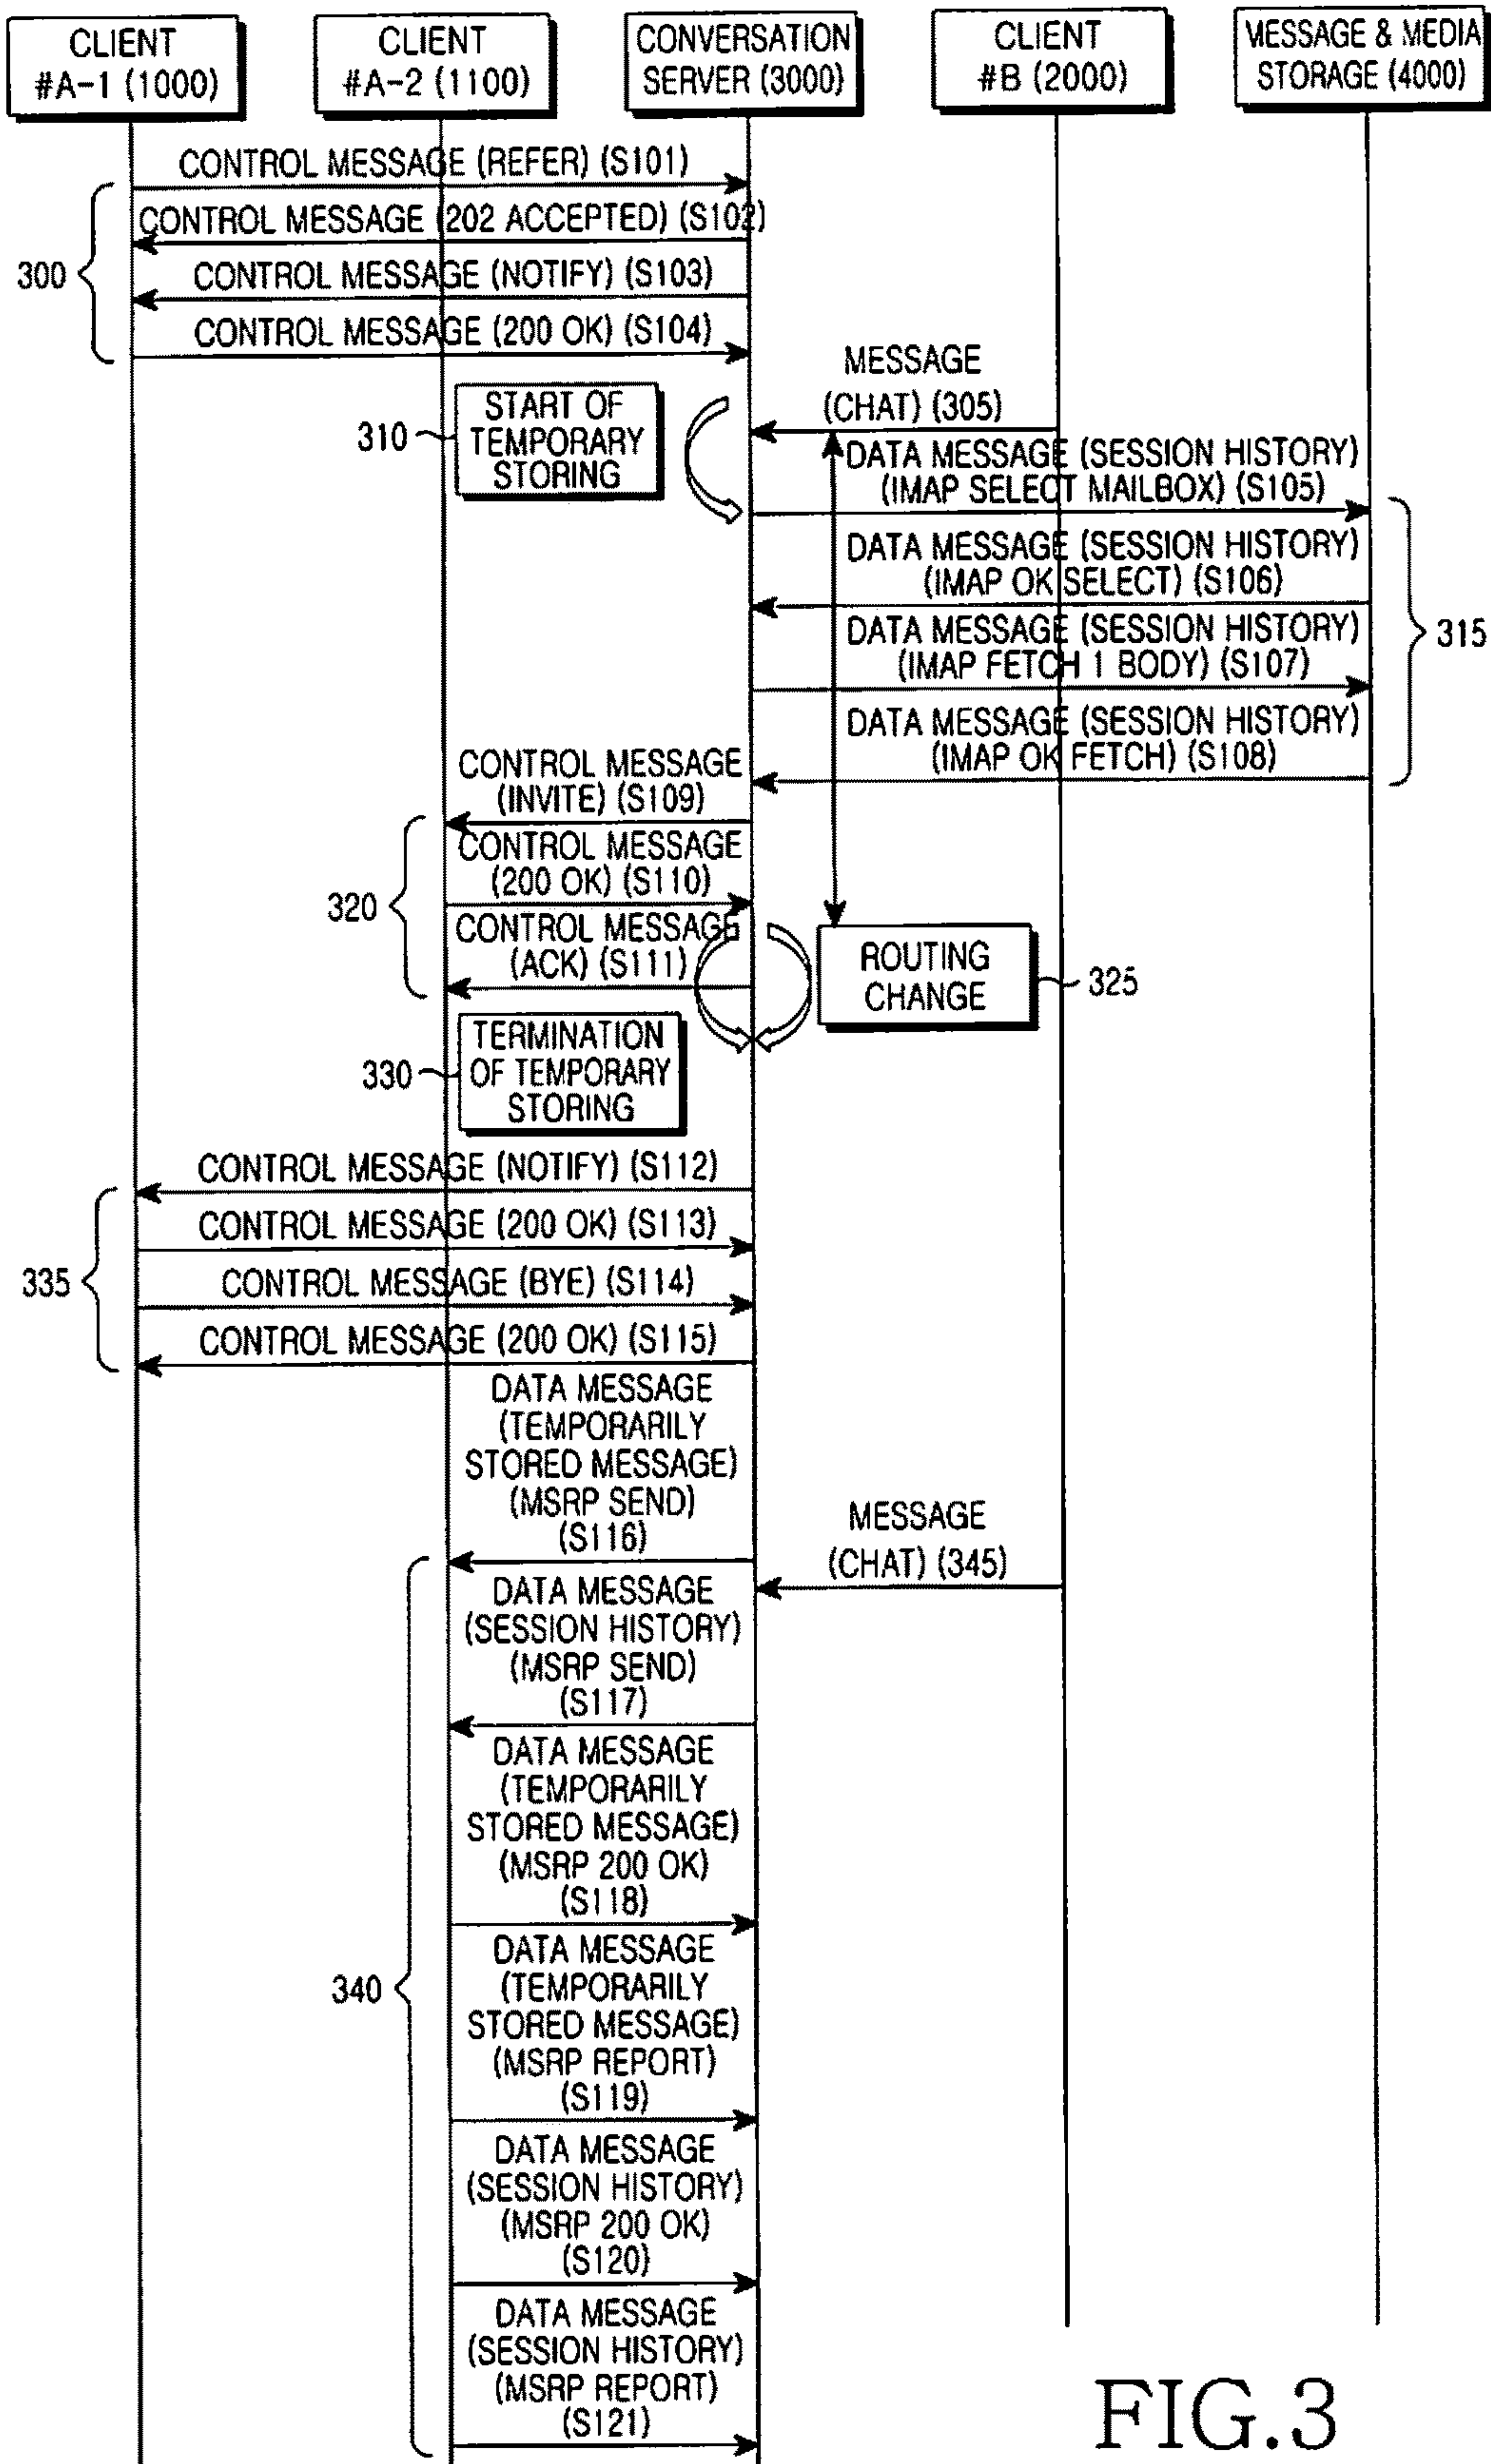 CLIENT
#A-1 (1000)
CLIENT
#A-2 (1100)
CONVERSATION
SERVER (3000)
CLIENT
#B (2000)
MESSAGE & MEDIA
STORAGE (4000)
CONTROL MESSAGE (REFER) (S101)
CONTROL MESSAGE (202 ACCEPTED) (S102)
300
CONTROL MESSAGE (NOTIFY) (S103)
CONTROL MESSAGE (200 OK) (S104)
MESSAGE
(CHAT) (305)
310
START OF
TEMPORARY
STORING
DATA MESSAGE (SESSION HISTORY)
(IMAP SELECT MAILBOX) (S105)
DATA MESSAGE (SESSION HISTORY)
(IMAP OK SELECT) (S106)
315
DATA MESSAGE (SESSION HISTORY)
(IMAP FETCH 1 BODY) (S107)
DATA MESSAGE (SESSION HISTORY)
(IMAP OK FETCH) (S108)
CONTROL MESSAGE
(INVITE) (S109)
320
CONTROL MESSAGE
(200 OK) (S110)
CONTROL MESSAGE
(ACK) (S111)
ROUTING
CHANGE
325
330
TERMINATION
OF TEMPORARY
STORING
CONTROL MESSAGE (NOTIFY) (S112)
CONTROL MESSAGE (200 OK) (S113)
335
CONTROL MESSAGE (BYE) (S114)
CONTROL MESSAGE (200 OK) (S115)
DATA MESSAGE
(TEMPORARILY
STORED MESSAGE)
(MSRP SEND)
(S116)
MESSAGE
(CHAT) (345)
DATA MESSAGE
(SESSION HISTORY)
(MSRP SEND)
(S117)
DATA MESSAGE
(TEMPORARILY
STORED MESSAGE)
(MSRP 200 OK)
(S118)
340
DATA MESSAGE
(TEMPORARILY
STORED MESSAGE)
(MSRP REPORT)
(S119)
DATA MESSAGE
(SESSION HISTORY)
(MSRP 200 OK)
(S120)
DATA MESSAGE
(SESSION HISTORY)
(MSRP REPORT)
(S121)
FIG.3